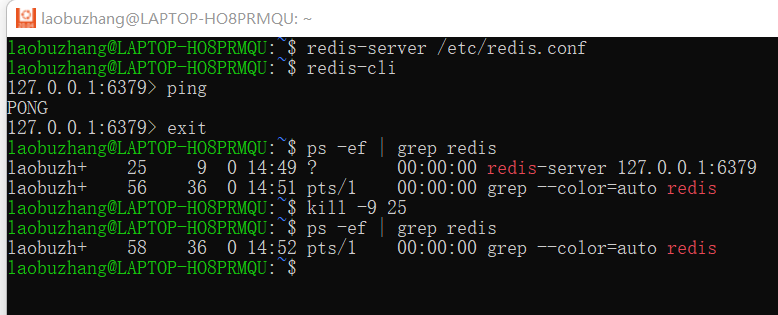 laobuzhang@LAPTOP-HO8PRMQU: ~
laobuzhang@LAPTOP-HO8PRMQU:~$ redis-server /etc/redis.conf
laobuzhang@LAPTOP-HO8PRMQU:~$ redis-cli
127.0.0.1:6379> ping
PONG
127.0.0.1:6379> exit
laobuzhang@LAPTOP-HO8PRMQU:~$ ps -ef | grep redis
laobuzh+    25     9  0 14:49 ?        00:00:00 redis-server 127.0.0.1:6379
laobuzh+    56    36  0 14:51 pts/1    00:00:00 grep --color=auto redis
laobuzhang@LAPTOP-HO8PRMQU:~$ kill -9 25
laobuzhang@LAPTOP-HO8PRMQU:~$ ps -ef | grep redis
laobuzh+    58    36  0 14:52 pts/1    00:00:00 grep --color=auto redis
laobuzhang@LAPTOP-HO8PRMQU:~$